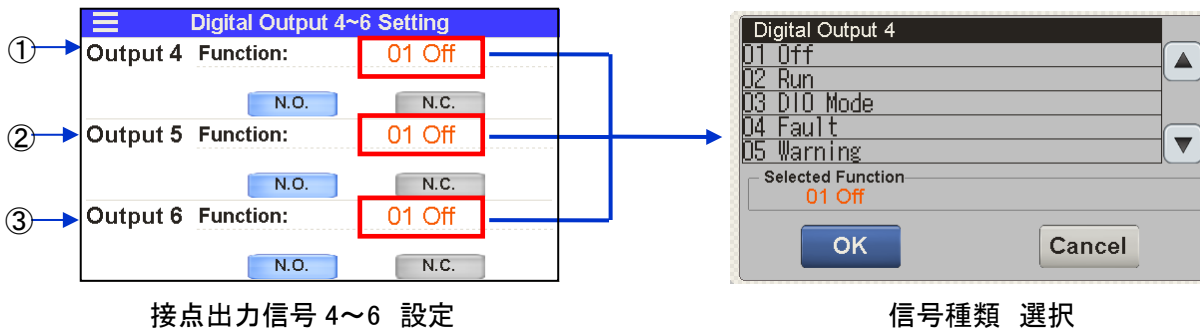 Digital Output 4~6 Setting
① Output 4 Function: 01 Off
N.O. N.C.
② Output 5 Function: 01 Off
N.O. N.C.
③ Output 6 Function: 01 Off
N.O. N.C.
接点出力信号 4～6 設定
Digital Output 4
01 Off
02 Run
03 DIO Mode
04 Fault
05 Warning
Selected Function
01 Off
OK Cancel
信号種類 選択